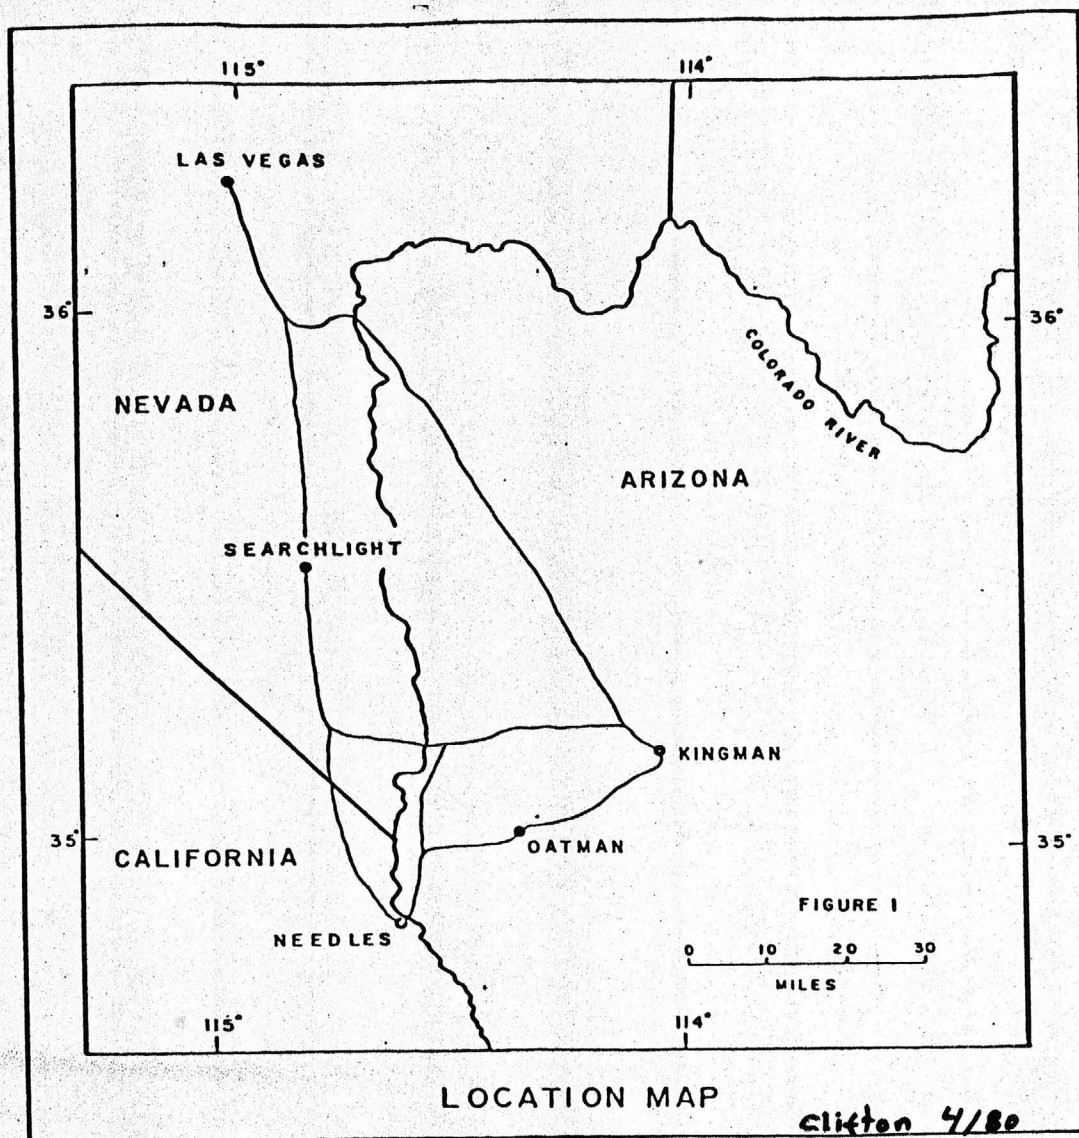 115° 114°
LAS VEGAS
36° 36°
COLORADO RIVER
NEVADA
ARIZONA
SEARCHLIGHT
KINGMAN
35° 35°
OATMAN
CALIFORNIA
FIGURE 1
NEEDLES
0 10 20 30
MILES
115° 114°
LOCATION MAP
Clifton 4/80